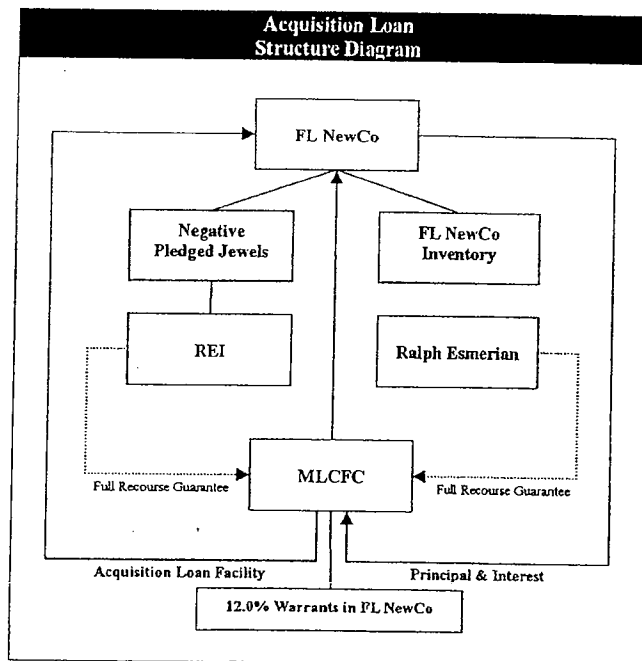 Acquisition Loan
Structure Diagram
FL NewCo
Negative
Pledged Jewels
FL NewCo
Inventory
REI
Ralph Esmerian
MLCFC
Full Recourse Guarantee
Full Recourse Guarantee
Acquisition Loan Facility
Principal & Interest
12.0% Warrants in FL NewCo